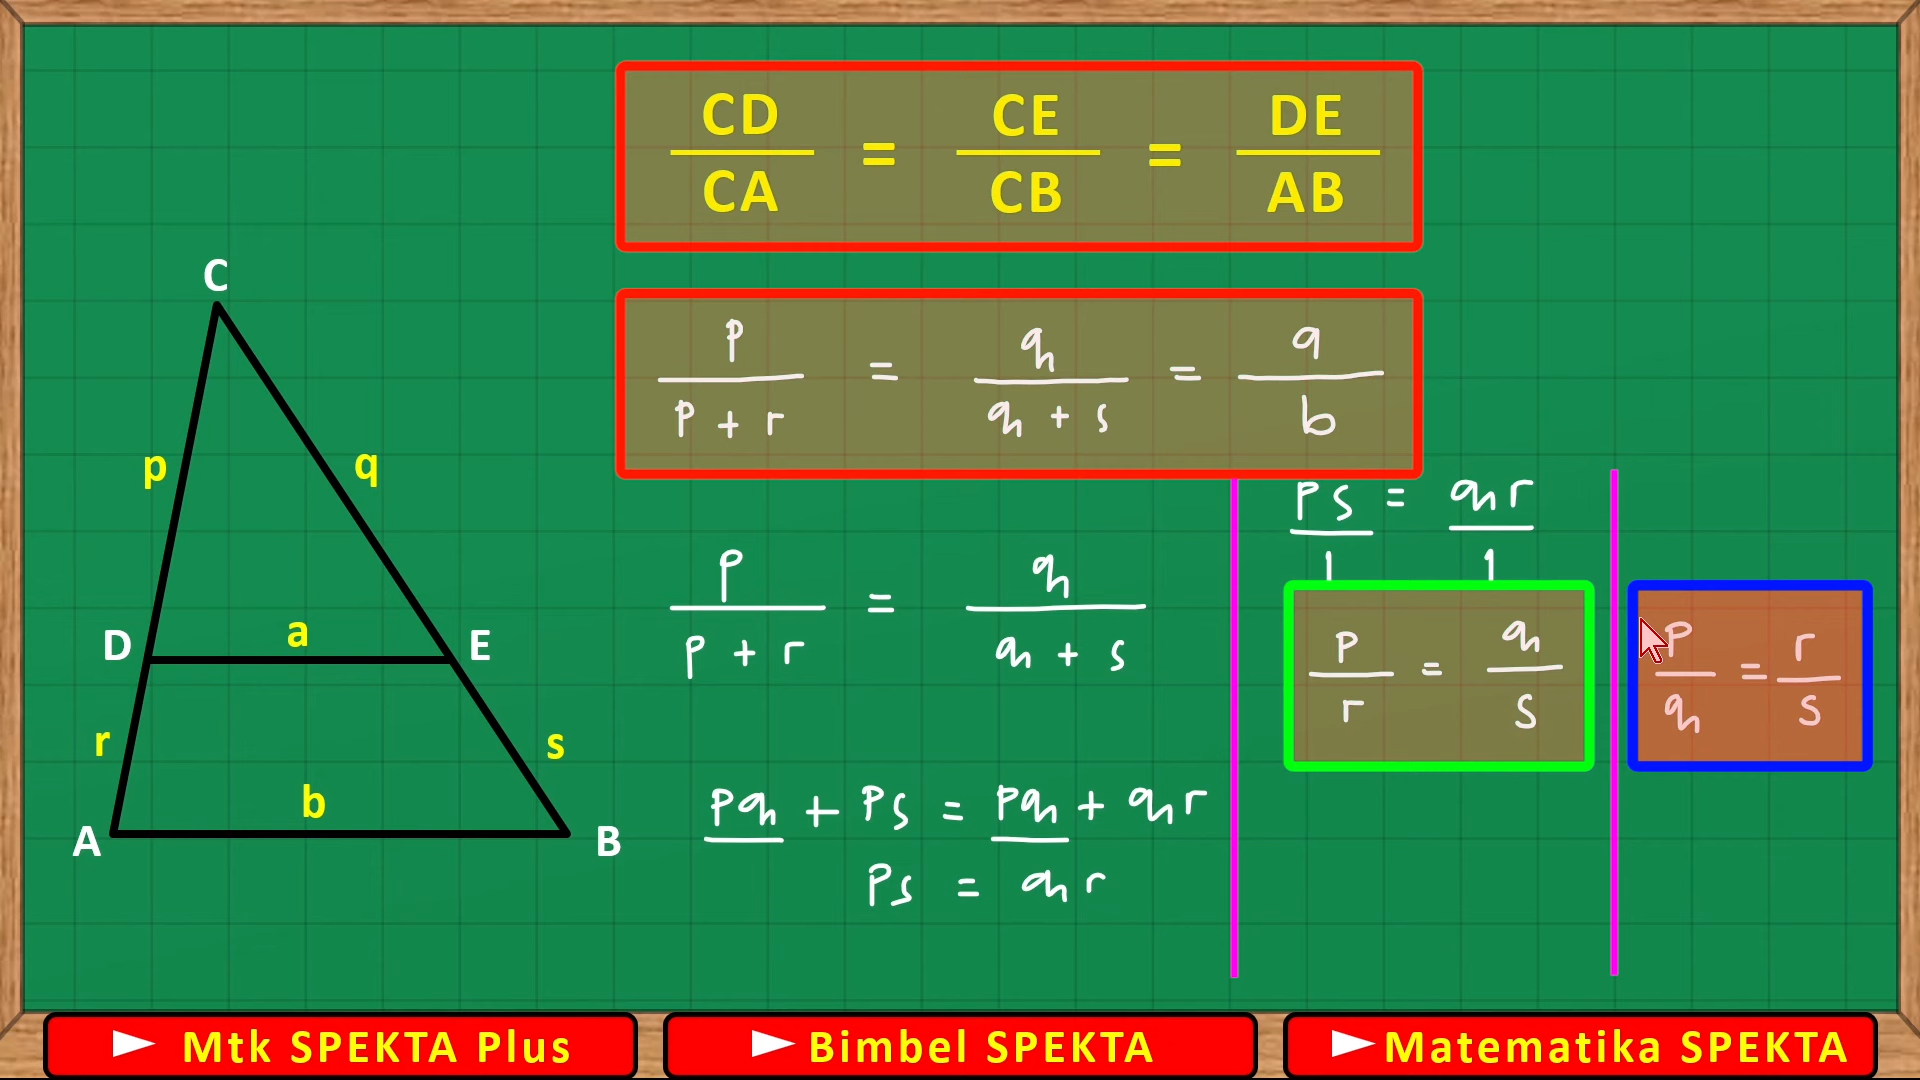 CD/CA = CE/CB = DE/AB
p/(p + r) = q/(q + s) = a/b
C
p
q
D
a
E
r
s
b
A
B
p/(p + r) = q/(q + s)
pq + ps = pq + qr
ps = qr
ps/1 = qr/1
p/r = q/s
p/q = r/s
Mtk SPEKTA Plus
Bimbel SPEKTA
Matematika SPEKTA